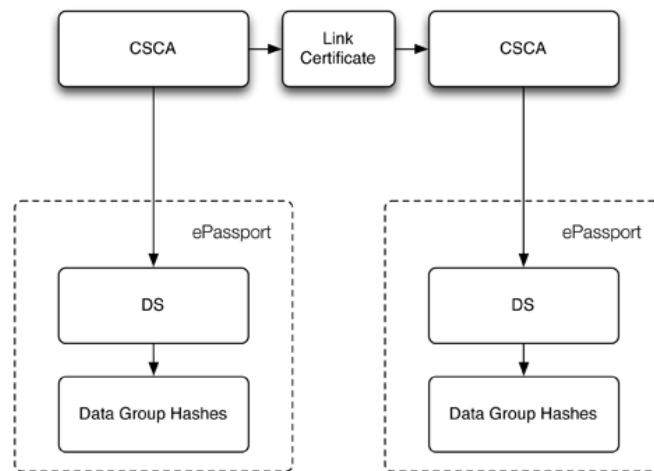 CSCA
Link
Certificate
CSCA
ePassport
ePassport
DS
DS
Data Group Hashes
Data Group Hashes